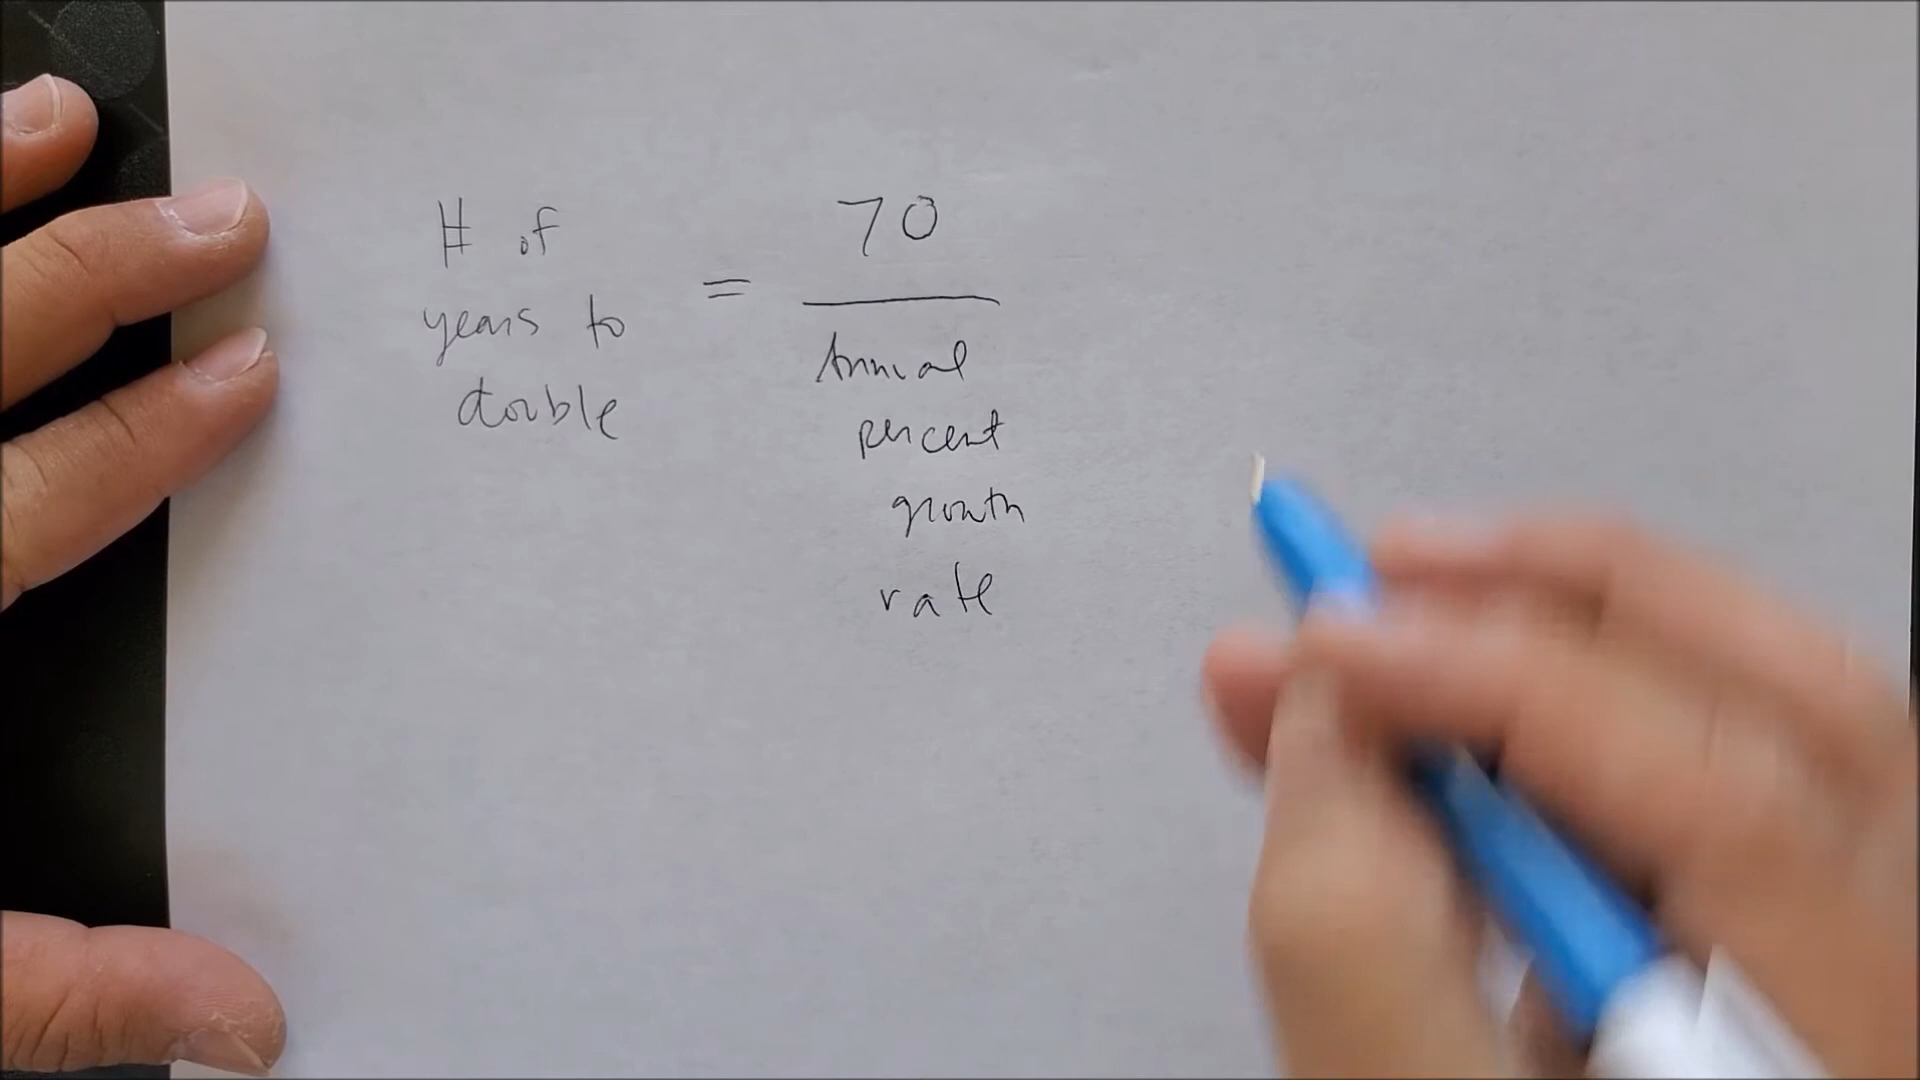 # of
years to
double
=
70
Annual
percent
growth
rate